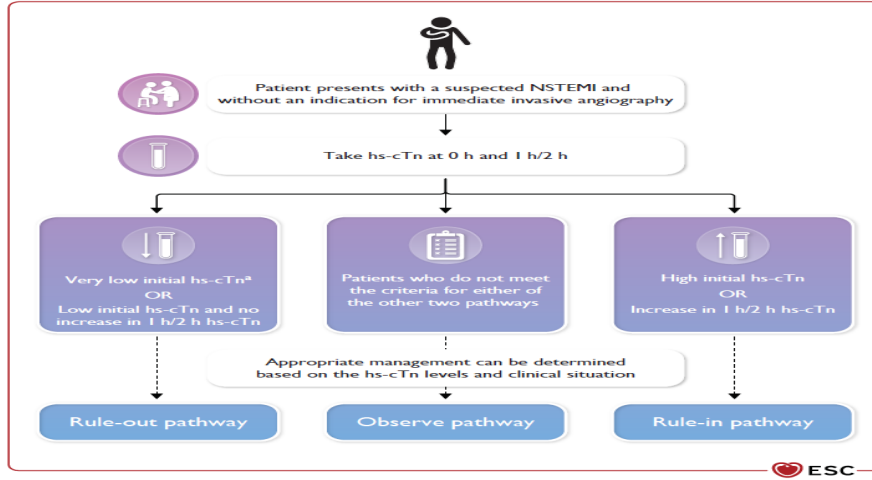 Patient presents with a suspected NSTEMI and
without an indication for immediate invasive angiography
Take hs-cTn at 0 h and 1 h/2 h
Very low initial hs-cTnᵃ
OR
Low initial hs-cTn and no
increase in 1 h/2 h hs-cTn
Patients who do not meet
the criteria for either of
the other two pathways
High initial hs-cTn
OR
Increase in 1 h/2 h hs-cTn
Appropriate management can be determined
based on the hs-cTn levels and clinical situation
Rule-out pathway
Observe pathway
Rule-in pathway
ESC